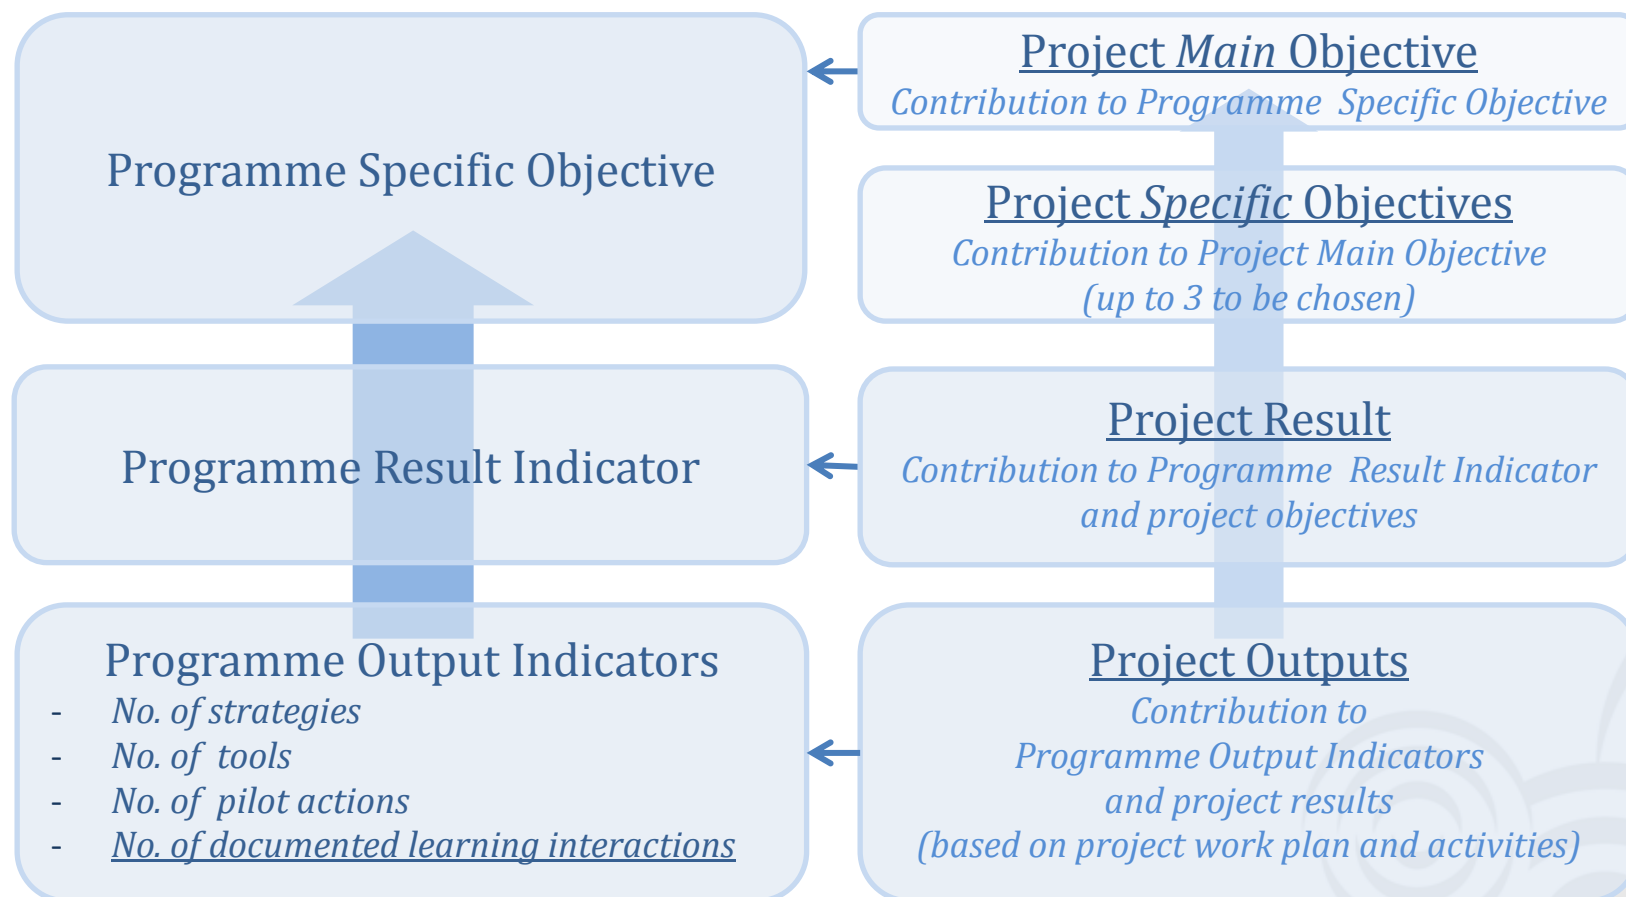 Programme Specific Objective
Programme Result Indicator
Programme Output Indicators
- No. of strategies
- No. of tools
- No. of pilot actions
- No. of documented learning interactions
Project Main Objective
Contribution to Programme Specific Objective
Project Specific Objectives
Contribution to Project Main Objective
(up to 3 to be chosen)
Project Result
Contribution to Programme Result Indicator
and project objectives
Project Outputs
Contribution to
Programme Output Indicators
and project results
(based on project work plan and activities)